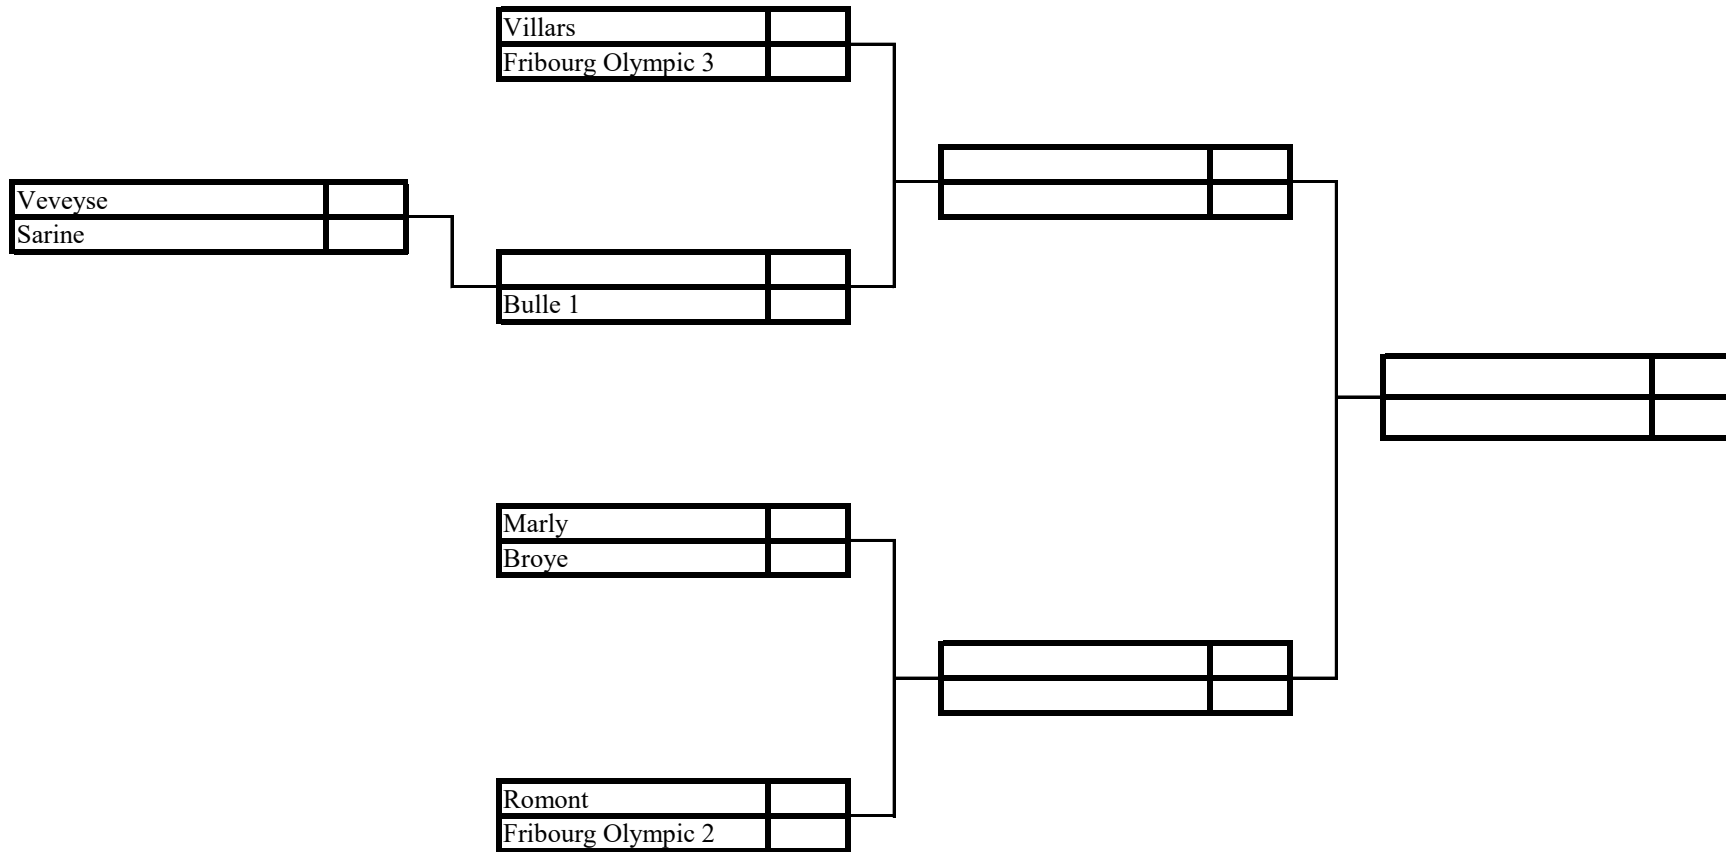 Villars
Fribourg Olympic 3
Veveyse
Sarine
Bulle 1
Marly
Broye
Romont
Fribourg Olympic 2